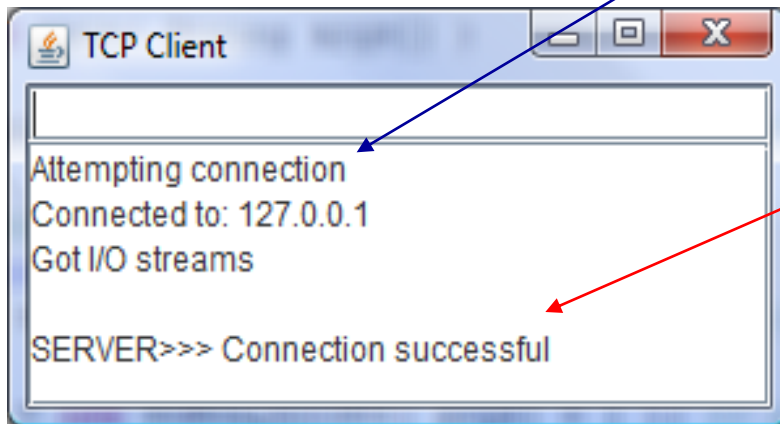 TCP Client
Attempting connection
Connected to: 127.0.0.1
Got I/O streams
SERVER>>> Connection successful